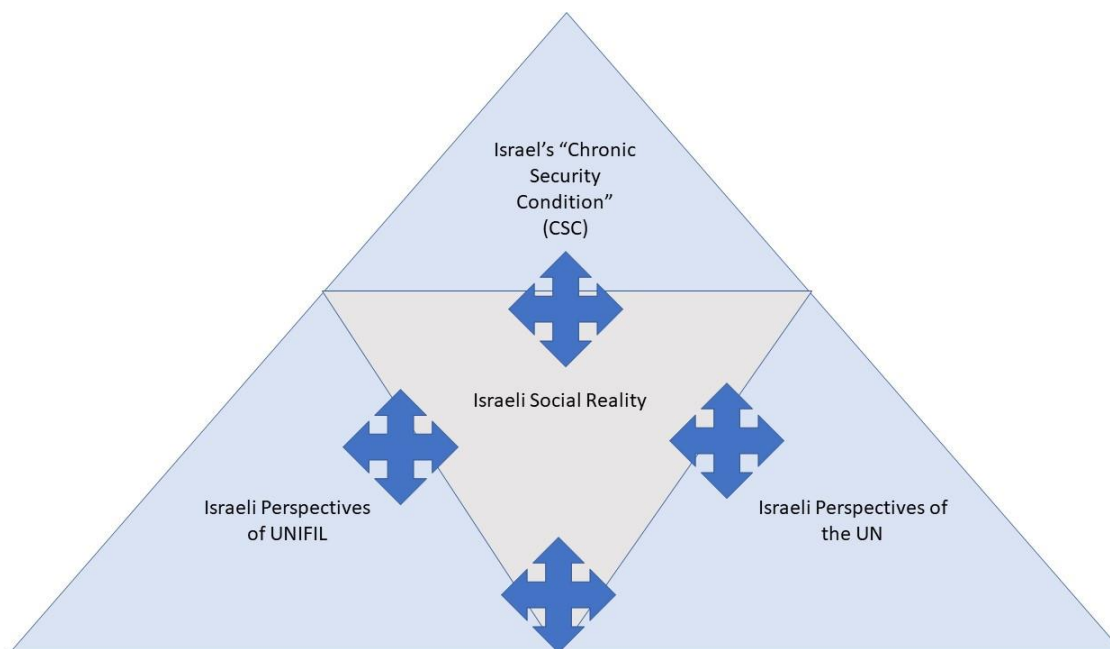 Israel’s “Chronic
Security
Condition”
(CSC)
Israeli Social Reality
Israeli Perspectives
of UNIFIL
Israeli Perspectives of
the UN